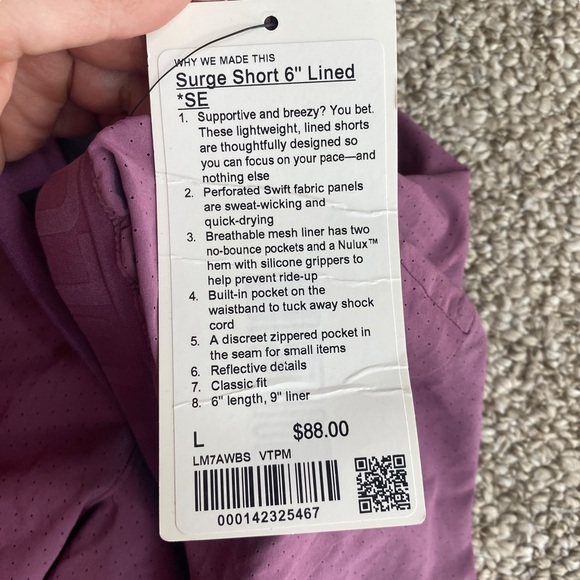 WHY WE MADE THIS
Surge Short 6" Lined
*SE
1. Supportive and breezy? You bet.
These lightweight, lined shorts
are thoughtfully designed so
you can focus on your pace—and
nothing else
2. Perforated Swift fabric panels
are sweat-wicking and
quick-drying
3. Breathable mesh liner has two
no-bounce pockets and a Nulux™
hem with silicone grippers to
help prevent ride-up
4. Built-in pocket on the
waistband to tuck away shock
cord
5. A discreet zippered pocket in
the seam for small items
6. Reflective details
7. Classic fit
8. 6" length, 9" liner
L $88.00
LM7AWBS VTPM
000142325467